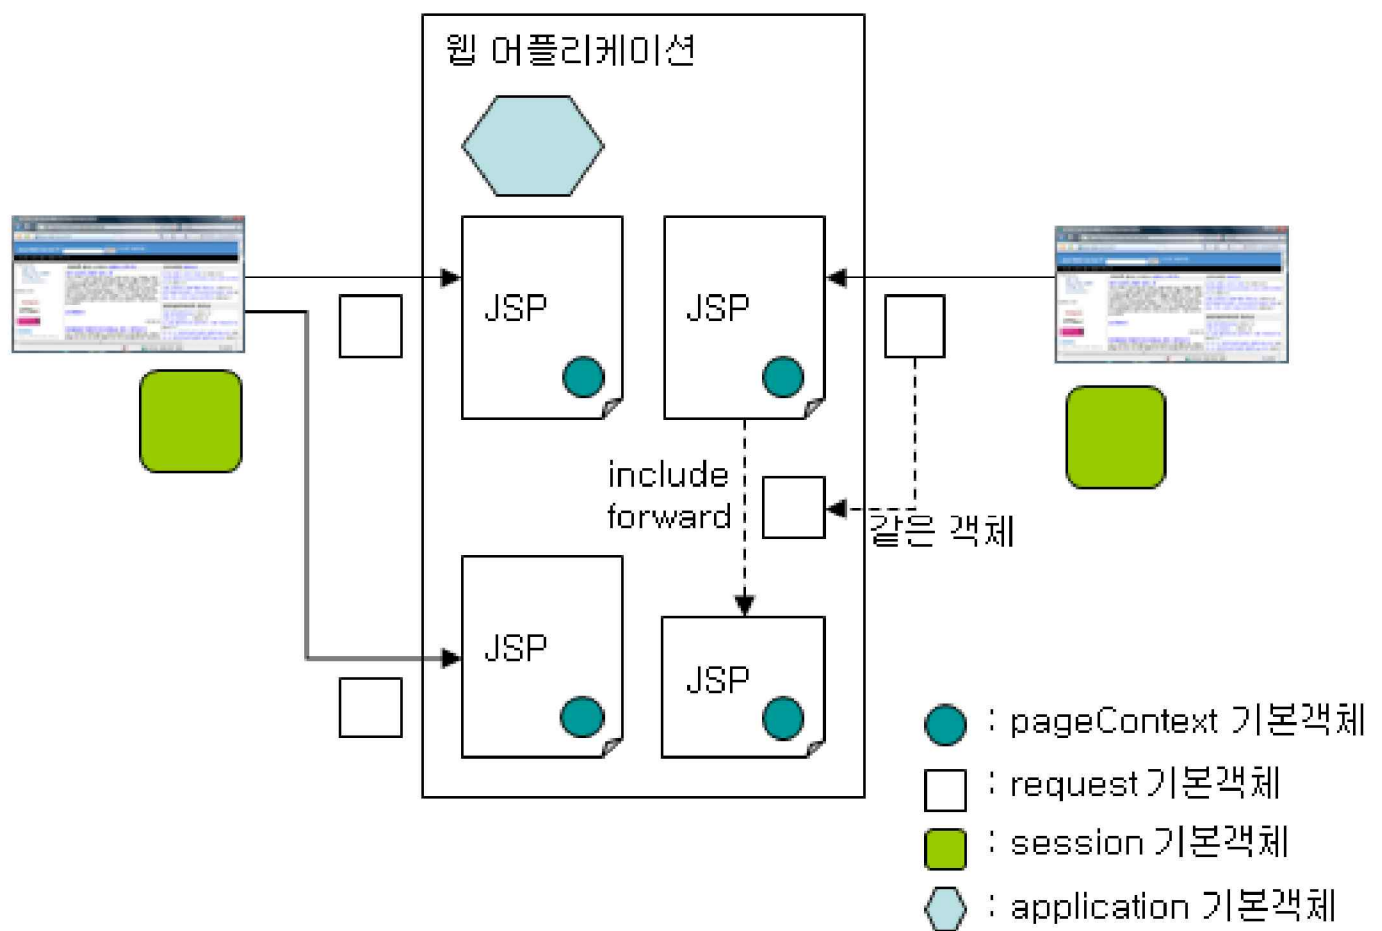 웹 어플리케이션
JSP
JSP
include
forward
같은 객체
JSP
JSP
: pageContext 기본객체
: request 기본객체
: session 기본객체
: application 기본객체